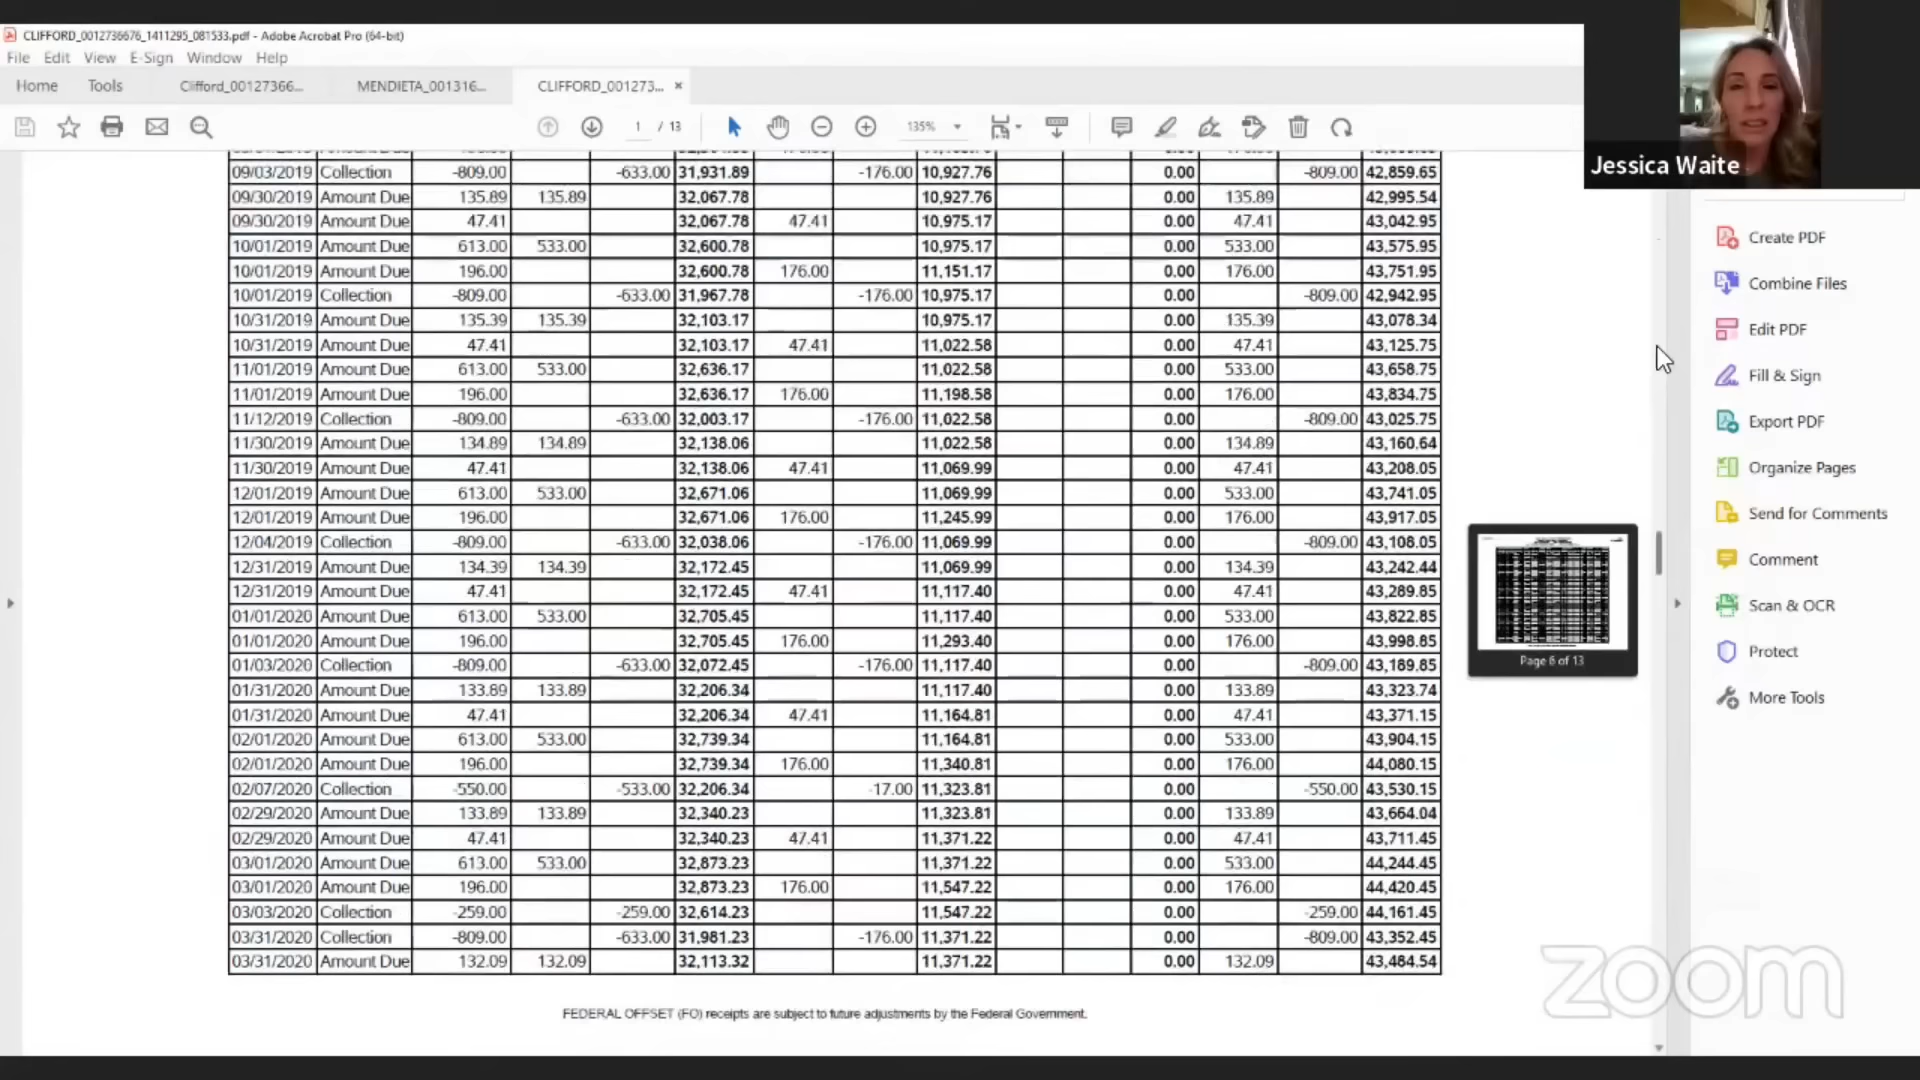 CLIFFORD_0012736676_1411295_081533.pdf - Adobe Acrobat Pro (64-bit)
File Edit View E-Sign Window Help
Home Tools Clifford_00127366... MENDIETA_001316... CLIFFORD_001273... ×
1 / 13 135%
Jessica Waite
09/03/2019 Collection -809.00 -633.00 31,931.89 -176.00 10,927.76 0.00 -809.00 42,859.65
09/30/2019 Amount Due 135.89 135.89 32,067.78 10,927.76 0.00 135.89 42,995.54
09/30/2019 Amount Due 47.41 32,067.78 47.41 10,975.17 0.00 47.41 43,042.95
10/01/2019 Amount Due 613.00 533.00 32,600.78 10,975.17 0.00 533.00 43,575.95
10/01/2019 Amount Due 196.00 32,600.78 176.00 11,151.17 0.00 176.00 43,751.95
10/01/2019 Collection -809.00 -633.00 31,967.78 -176.00 10,975.17 0.00 -809.00 42,942.95
10/31/2019 Amount Due 135.39 135.39 32,103.17 10,975.17 0.00 135.39 43,078.34
10/31/2019 Amount Due 47.41 32,103.17 47.41 11,022.58 0.00 47.41 43,125.75
11/01/2019 Amount Due 613.00 533.00 32,636.17 11,022.58 0.00 533.00 43,658.75
11/01/2019 Amount Due 196.00 32,636.17 176.00 11,198.58 0.00 176.00 43,834.75
11/12/2019 Collection -809.00 -633.00 32,003.17 -176.00 11,022.58 0.00 -809.00 43,025.75
11/30/2019 Amount Due 134.89 134.89 32,138.06 11,022.58 0.00 134.89 43,160.64
11/30/2019 Amount Due 47.41 32,138.06 47.41 11,069.99 0.00 47.41 43,208.05
12/01/2019 Amount Due 613.00 533.00 32,671.06 11,069.99 0.00 533.00 43,741.05
12/01/2019 Amount Due 196.00 32,671.06 176.00 11,245.99 0.00 176.00 43,917.05
12/04/2019 Collection -809.00 -633.00 32,038.06 -176.00 11,069.99 0.00 -809.00 43,108.05
12/31/2019 Amount Due 134.39 134.39 32,172.45 11,069.99 0.00 134.39 43,242.44
12/31/2019 Amount Due 47.41 32,172.45 47.41 11,117.40 0.00 47.41 43,289.85
01/01/2020 Amount Due 613.00 533.00 32,705.45 11,117.40 0.00 533.00 43,822.85
01/01/2020 Amount Due 196.00 32,705.45 176.00 11,293.40 0.00 176.00 43,998.85
01/03/2020 Collection -809.00 -633.00 32,072.45 -176.00 11,117.40 0.00 -809.00 43,189.85
01/31/2020 Amount Due 133.89 133.89 32,206.34 11,117.40 0.00 133.89 43,323.74
01/31/2020 Amount Due 47.41 32,206.34 47.41 11,164.81 0.00 47.41 43,371.15
02/01/2020 Amount Due 613.00 533.00 32,739.34 11,164.81 0.00 533.00 43,904.15
02/01/2020 Amount Due 196.00 32,739.34 176.00 11,340.81 0.00 176.00 44,080.15
02/07/2020 Collection -550.00 -533.00 32,206.34 -17.00 11,323.81 0.00 -550.00 43,530.15
02/29/2020 Amount Due 133.89 133.89 32,340.23 11,323.81 0.00 133.89 43,664.04
02/29/2020 Amount Due 47.41 32,340.23 47.41 11,371.22 0.00 47.41 43,711.45
03/01/2020 Amount Due 613.00 533.00 32,873.23 11,371.22 0.00 533.00 44,244.45
03/01/2020 Amount Due 196.00 32,873.23 176.00 11,547.22 0.00 176.00 44,420.45
03/03/2020 Collection -259.00 -259.00 32,614.23 11,547.22 0.00 -259.00 44,161.45
03/31/2020 Collection -809.00 -633.00 31,981.23 -176.00 11,371.22 0.00 -809.00 43,352.45
03/31/2020 Amount Due 132.09 132.09 32,113.32 11,371.22 0.00 132.09 43,484.54
FEDERAL OFFSET (FO) receipts are subject to future adjustments by the Federal Government.
Page 6 of 13
Create PDF
Combine Files
Edit PDF
Fill & Sign
Export PDF
Organize Pages
Send for Comments
Comment
Scan & OCR
Protect
More Tools
zoom